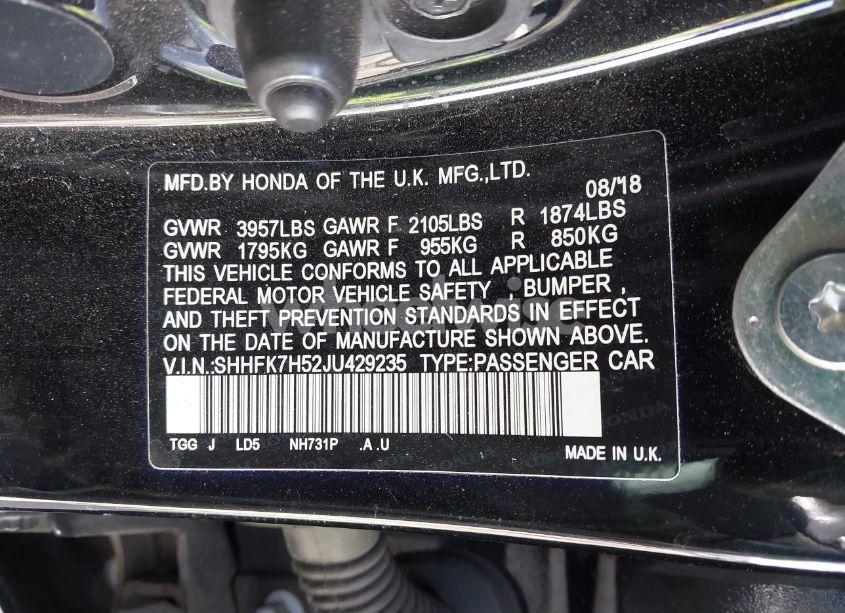 MFD.BY HONDA OF THE U.K. MFG.,LTD. 08/18
GVWR 3957LBS GAWR F 2105LBS R 1874LBS
GVWR 1795KG GAWR F 955KG R 850KG
THIS VEHICLE CONFORMS TO ALL APPLICABLE
FEDERAL MOTOR VEHICLE SAFETY , BUMPER ,
AND THEFT PREVENTION STANDARDS IN EFFECT
ON THE DATE OF MANUFACTURE SHOWN ABOVE.
V.I.N.:SHHFK7H52JU429235 TYPE:PASSENGER CAR
TGG J LD5 NH731P .A.U
MADE IN U.K.